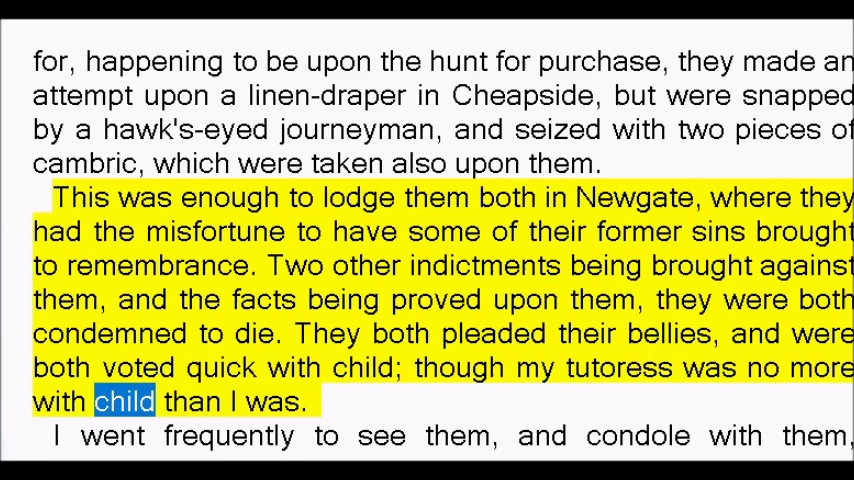 for, happening to be upon the hunt for purchase, they made an
attempt upon a linen-draper in Cheapside, but were snapped
by a hawk's-eyed journeyman, and seized with two pieces of
cambric, which were taken also upon them.
This was enough to lodge them both in Newgate, where they
had the misfortune to have some of their former sins brought
to remembrance. Two other indictments being brought against
them, and the facts being proved upon them, they were both
condemned to die. They both pleaded their bellies, and were
both voted quick with child; though my tutoress was no more
with child than I was.
I went frequently to see them, and condole with them,